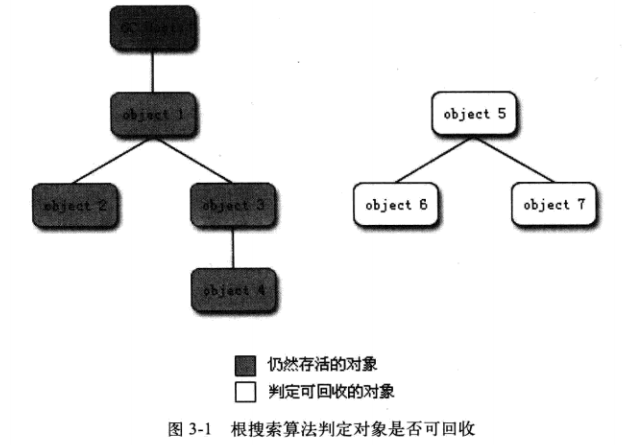 GC Roots
object 1
object 5
object 2
object 3
object 6
object 7
object 4
仍然存活的对象
判定可回收的对象
图 3-1 根搜索算法判定对象是否可回收